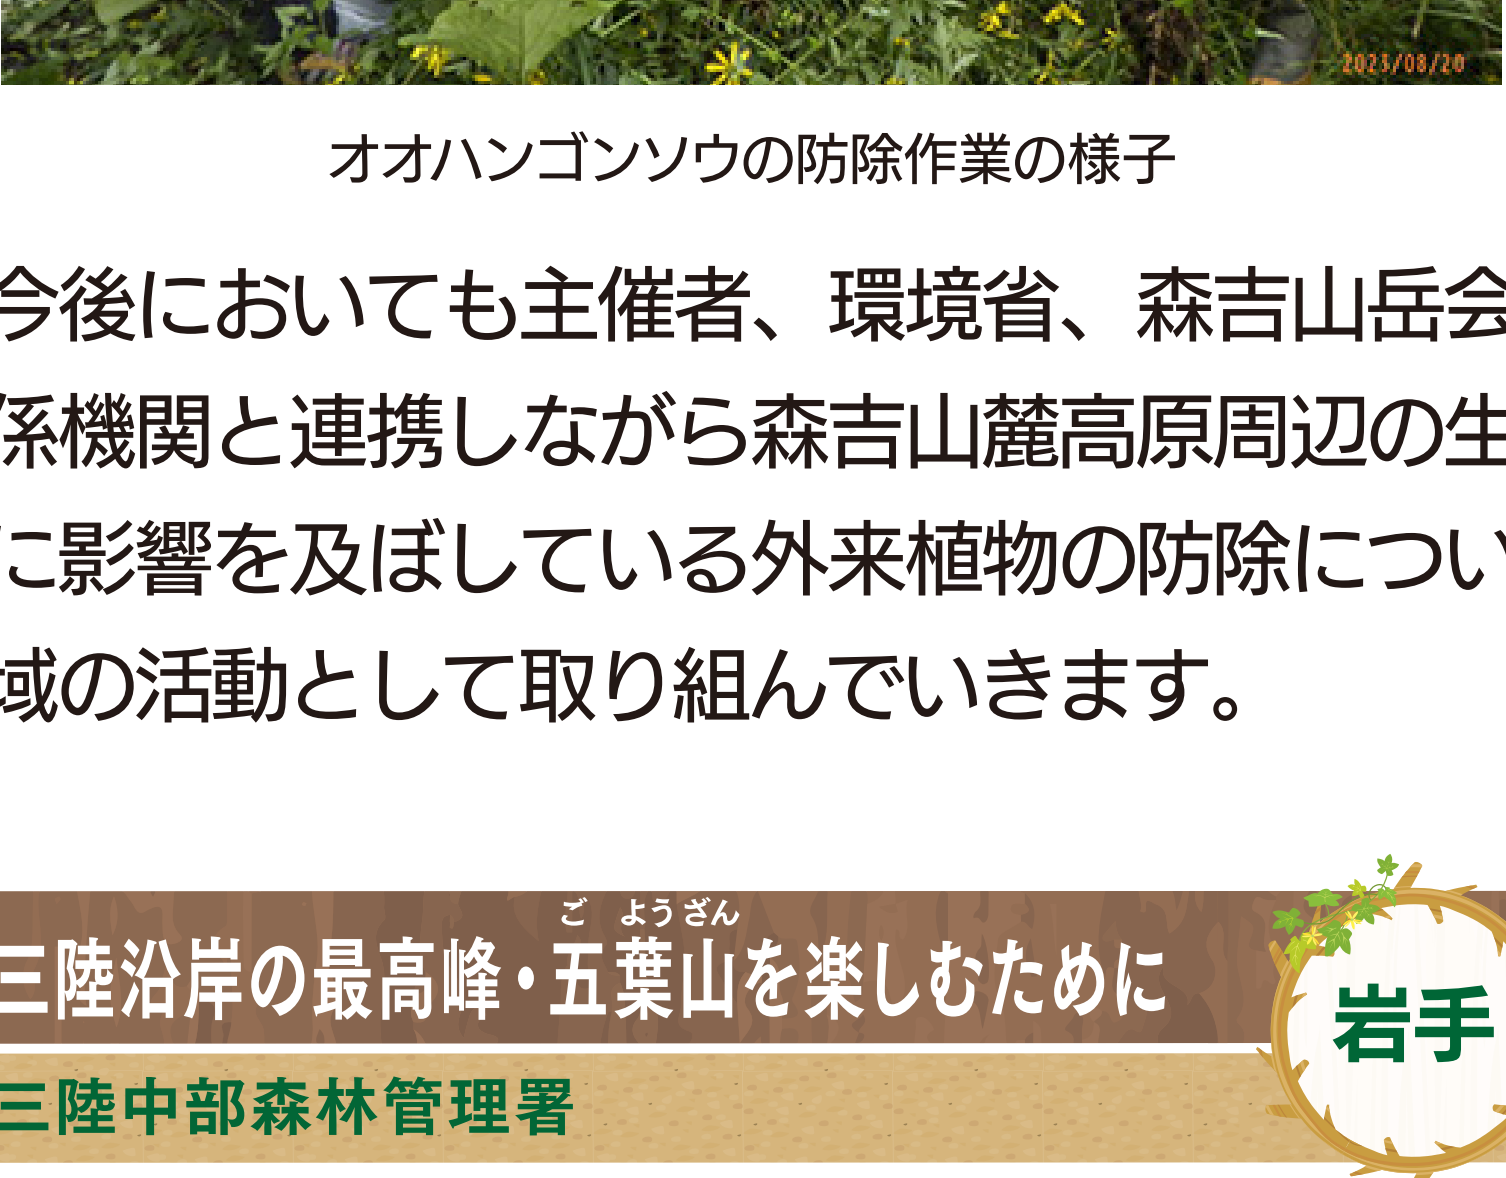 2023/08/20
オオハンゴンソウの防除作業の様子
今後においても主催者、環境省、森吉山岳会
係機関と連携しながら森吉山麓高原周辺の生
に影響を及ぼしている外来植物の防除につい
域の活動として取り組んでいきます。
ごようざん
三陸沿岸の最高峰・五葉山を楽しむために
岩手
三陸中部森林管理署